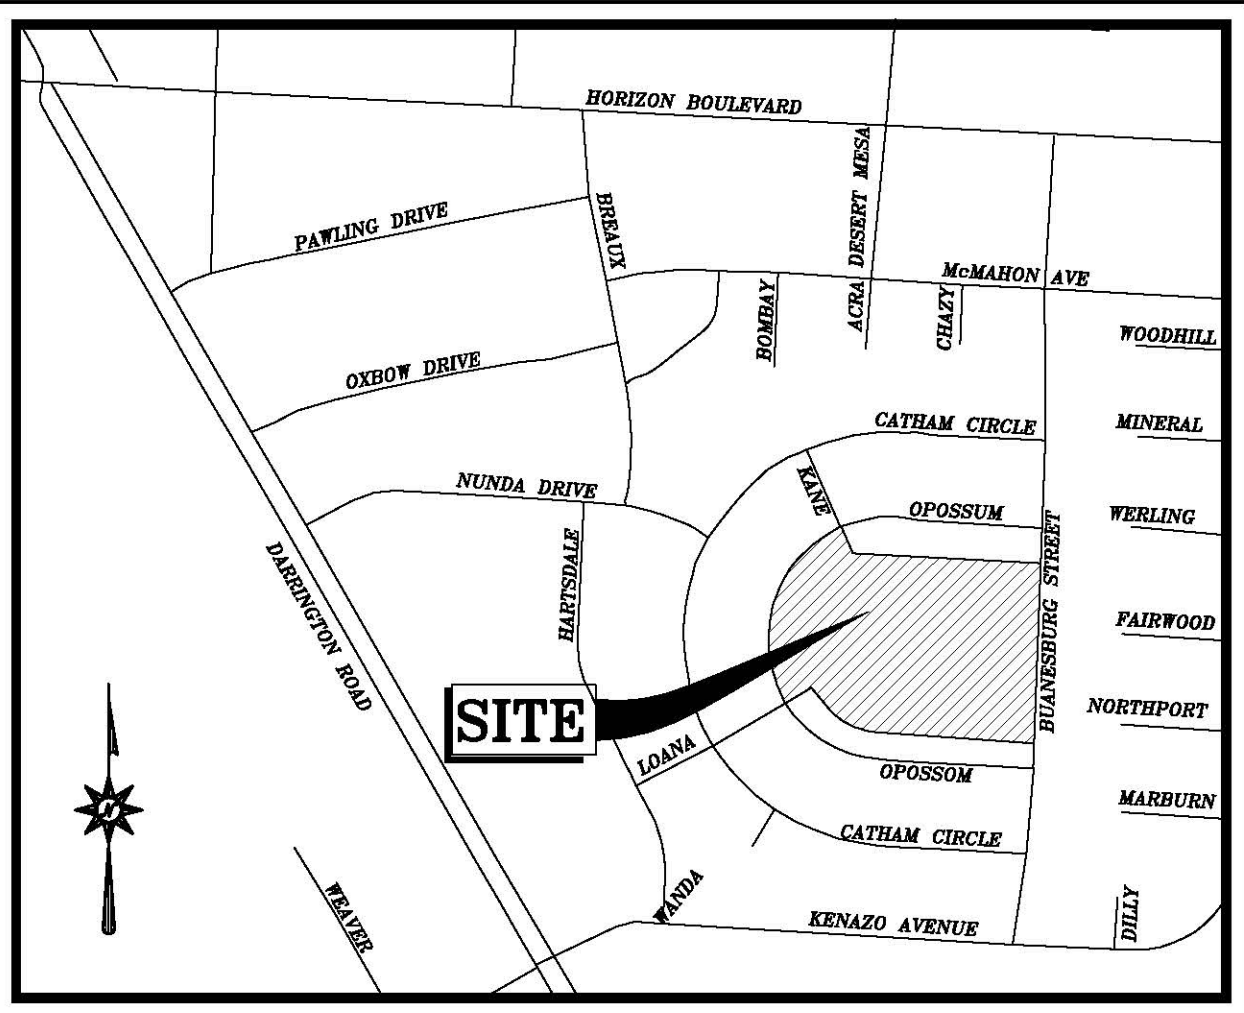 HORIZON BOULEVARD
PAWLING DRIVE
BREAUX
DESERT MESA
McMAHON AVE
BOMBAY
ACRA
CHAZY
WOODHILL
OXBOW DRIVE
CATHAM CIRCLE
MINERAL
NUNDA DRIVE
KANE
OPOSSUM
WERLING
HARTSDALE
DARRINGTON ROAD
BUANESBURG STREET
FAIRWOOD
SITE
NORTHPORT
LOANA
OPOSSOM
MARBURN
N
CATHAM CIRCLE
WEAVER
WANDA
KENAZO AVENUE
DILLY